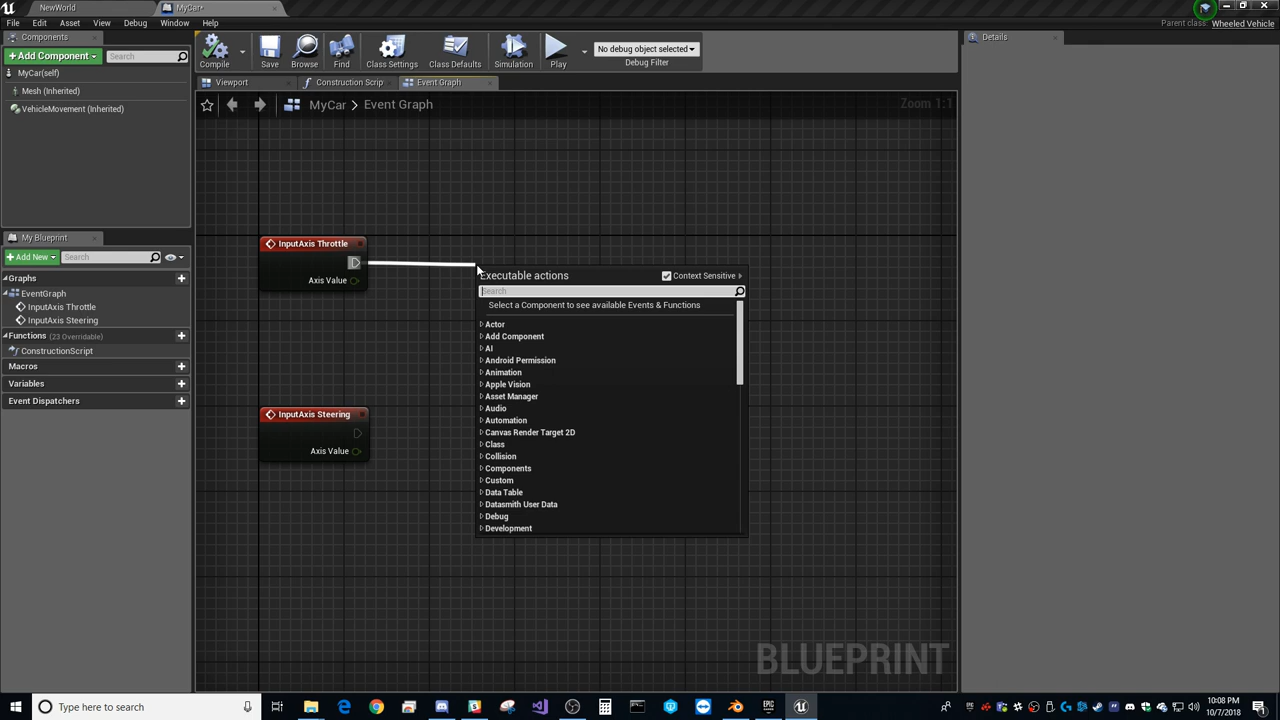 NewWorld
MyCar*
File
Edit
Asset
View
Debug
Window
Help
Parent class: Wheeled Vehicle
Components
+ Add Component
Search
MyCar(self)
Mesh (Inherited)
VehicleMovement (Inherited)
Compile
Save
Browse
Find
Class Settings
Class Defaults
Simulation
Play
No debug object selected
Debug Filter
Details
Viewport
Construction Scrip
Event Graph
MyCar > Event Graph
Zoom 1:1
InputAxis Throttle
Axis Value
InputAxis Steering
Axis Value
Executable actions
Context Sensitive
Search
Select a Component to see available Events & Functions
Actor
Add Component
AI
Android Permission
Animation
Apple Vision
Asset Manager
Audio
Automation
Canvas Render Target 2D
Class
Collision
Components
Custom
Data Table
Datasmith User Data
Debug
Development
My Blueprint
+ Add New
Search
Graphs
EventGraph
InputAxis Throttle
InputAxis Steering
Functions (23 Overridable)
ConstructionScript
Macros
Variables
Event Dispatchers
BLUEPRINT
Type here to search
10:08 PM
10/7/2018